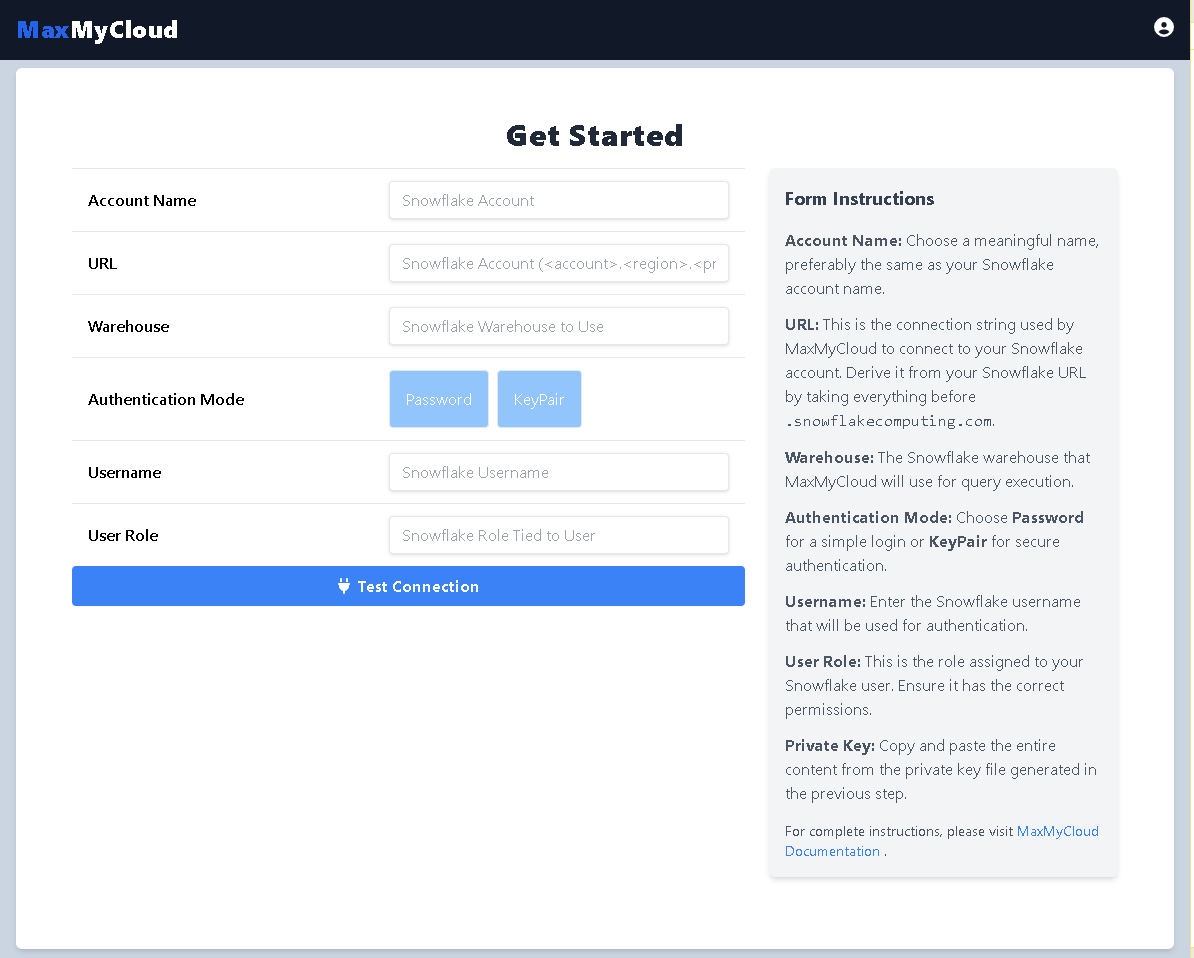 MaxMyCloud
Get Started
Account Name
Snowflake Account
URL
Snowflake Account (<account>.<region>.<pr
Warehouse
Snowflake Warehouse to Use
Authentication Mode
Password
KeyPair
Username
Snowflake Username
User Role
Snowflake Role Tied to User
Test Connection
Form Instructions
Account Name: Choose a meaningful name,
preferably the same as your Snowflake
account name.
URL: This is the connection string used by
MaxMyCloud to connect to your Snowflake
account. Derive it from your Snowflake URL
by taking everything before
.snowflakecomputing.com.
Warehouse: The Snowflake warehouse that
MaxMyCloud will use for query execution.
Authentication Mode: Choose Password
for a simple login or KeyPair for secure
authentication.
Username: Enter the Snowflake username
that will be used for authentication.
User Role: This is the role assigned to your
Snowflake user. Ensure it has the correct
permissions.
Private Key: Copy and paste the entire
content from the private key file generated in
the previous step.
For complete instructions, please visit MaxMyCloud
Documentation .